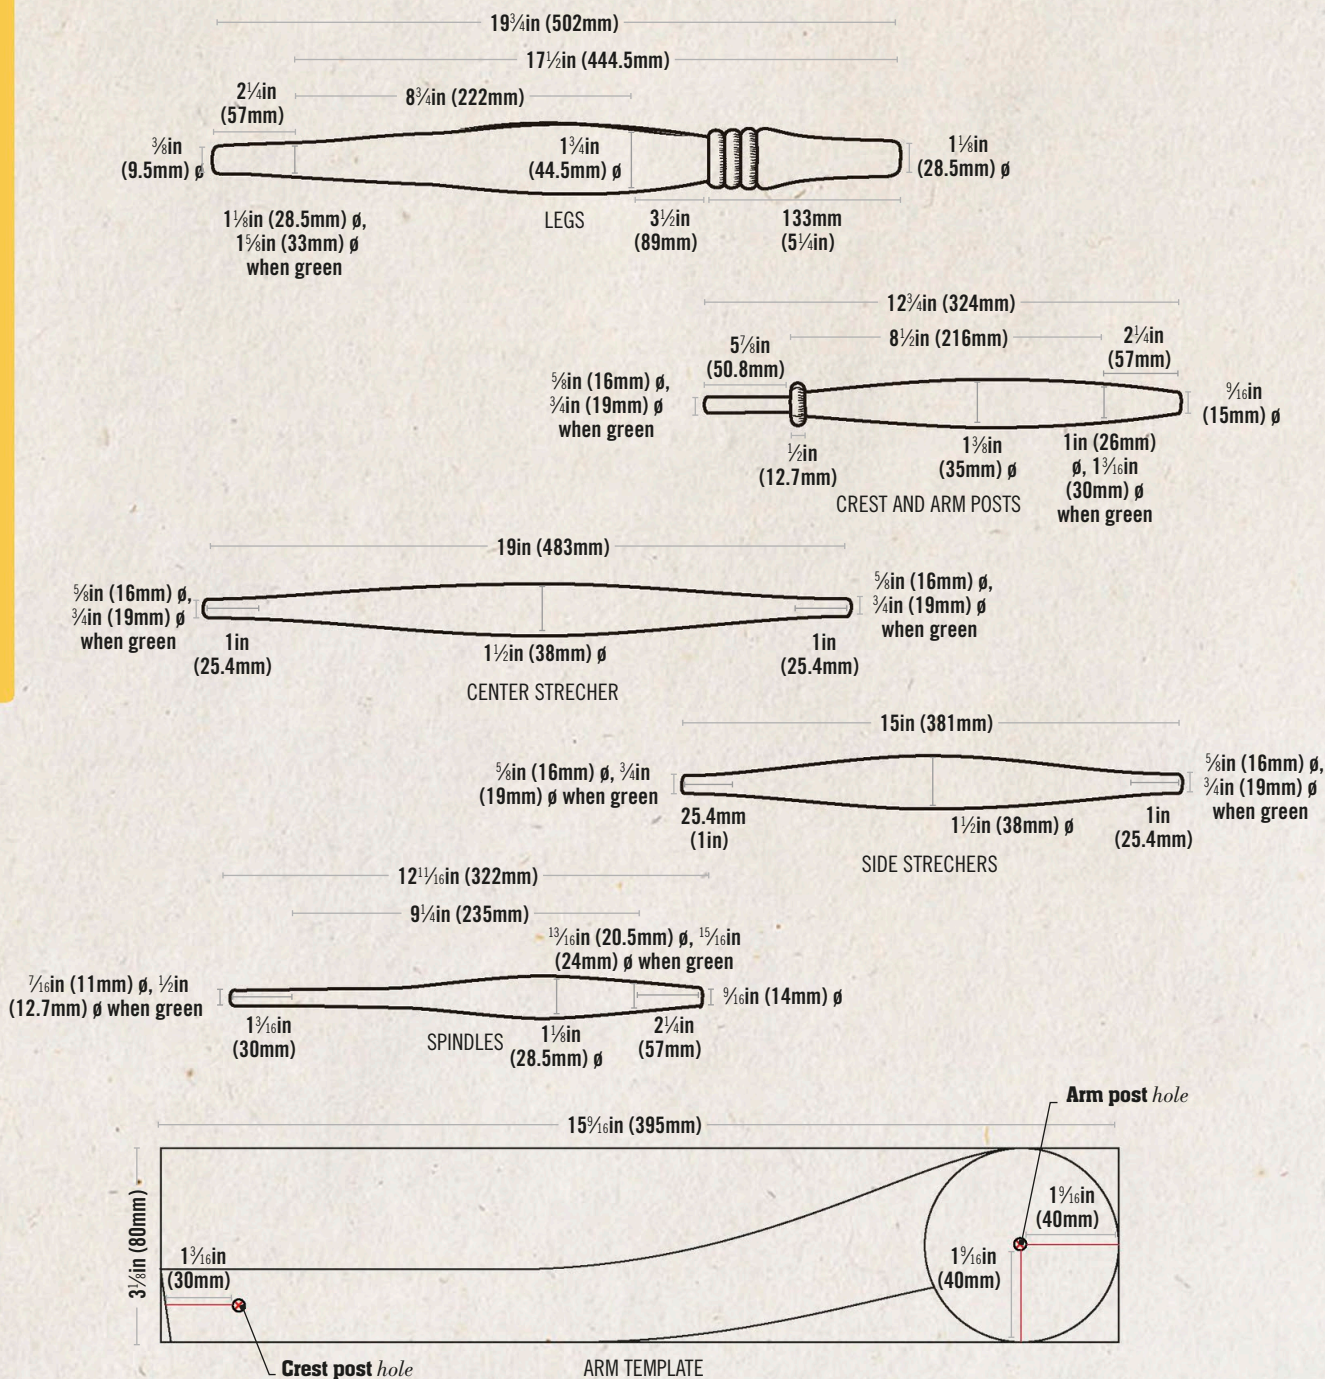 19¾in (502mm)
17½in (444.5mm)
2¼in
(57mm)
8¾in (222mm)
⅜in
(9.5mm) ø
1¾in
(44.5mm) ø
1⅛in
(28.5mm) ø
1⅛in (28.5mm) ø,
1⅝in (33mm) ø
when green
LEGS
3½in
(89mm)
133mm
(5¼in)
12¾in (324mm)
8½in (216mm)
2¼in
(57mm)
5⅞in
(50.8mm)
⅝in (16mm) ø,
¾in (19mm) ø
when green
9⁄16in
(15mm) ø
½in
(12.7mm)
1⅜in
(35mm) ø
1in (26mm)
ø, 13⁄16in
(30mm) ø
when green
CREST AND ARM POSTS
19in (483mm)
⅝in (16mm) ø,
¾in (19mm) ø
when green
⅝in (16mm) ø,
¾in (19mm) ø
when green
1in
(25.4mm)
1½in (38mm) ø
1in
(25.4mm)
CENTER STRECHER
15in (381mm)
⅝in (16mm) ø, ¾in
(19mm) ø when green
⅝in (16mm) ø,
¾in (19mm) ø
when green
25.4mm
(1in)
1½in (38mm) ø
1in
(25.4mm)
SIDE STRECHERS
1211⁄16in (322mm)
9¼in (235mm)
13⁄16in (20.5mm) ø, 15⁄16in
(24mm) ø when green
7⁄16in (11mm) ø, ½in
(12.7mm) ø when green
9⁄16in (14mm) ø
13⁄16in
(30mm)
SPINDLES
1⅛in
(28.5mm) ø
2¼in
(57mm)
Arm post hole
159⁄16in (395mm)
3⅛in (80mm)
19⁄16in
(40mm)
13⁄16in
(30mm)
19⁄16in
(40mm)
Crest post hole
ARM TEMPLATE